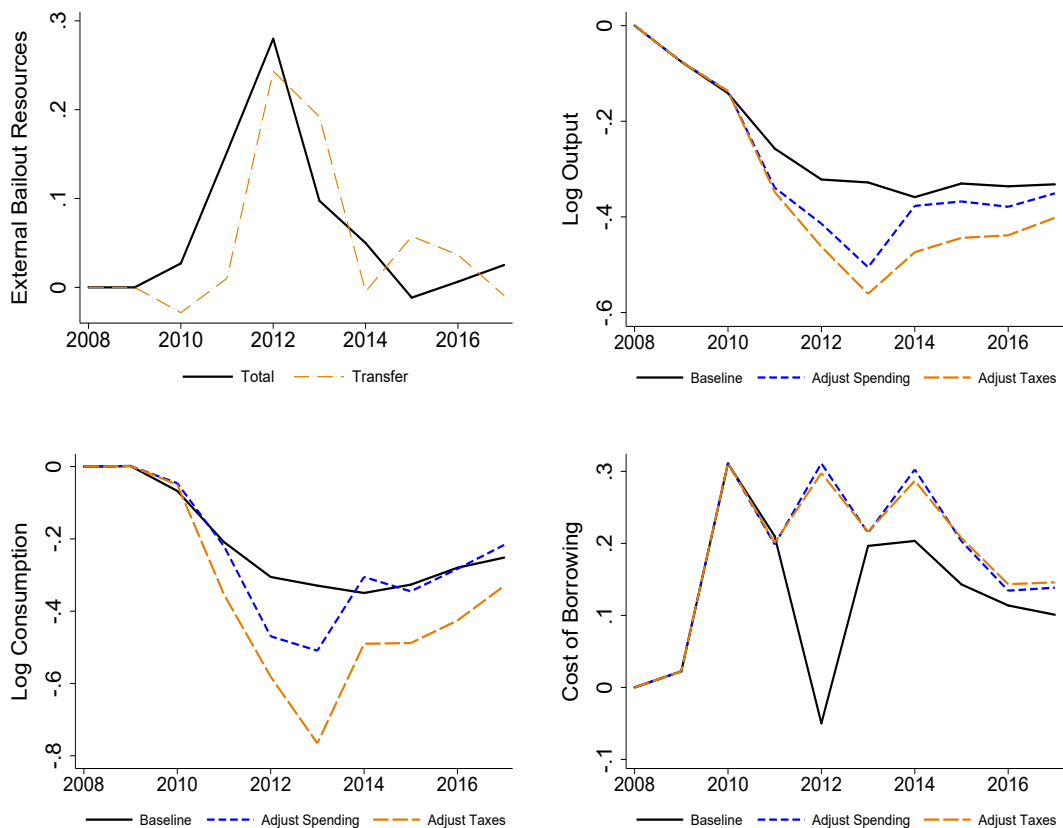 External Bailout Resources
.3
.2
.1
0
2008 2010 2012 2014 2016
Total Transfer
Log Output
0
-.2
-.4
-.6
2008 2010 2012 2014 2016
Baseline Adjust Spending Adjust Taxes
Log Consumption
0
-.2
-.4
-.6
-.8
2008 2010 2012 2014 2016
Baseline Adjust Spending Adjust Taxes
Cost of Borrowing
.3
.2
.1
0
-.1
2008 2010 2012 2014 2016
Baseline Adjust Spending Adjust Taxes